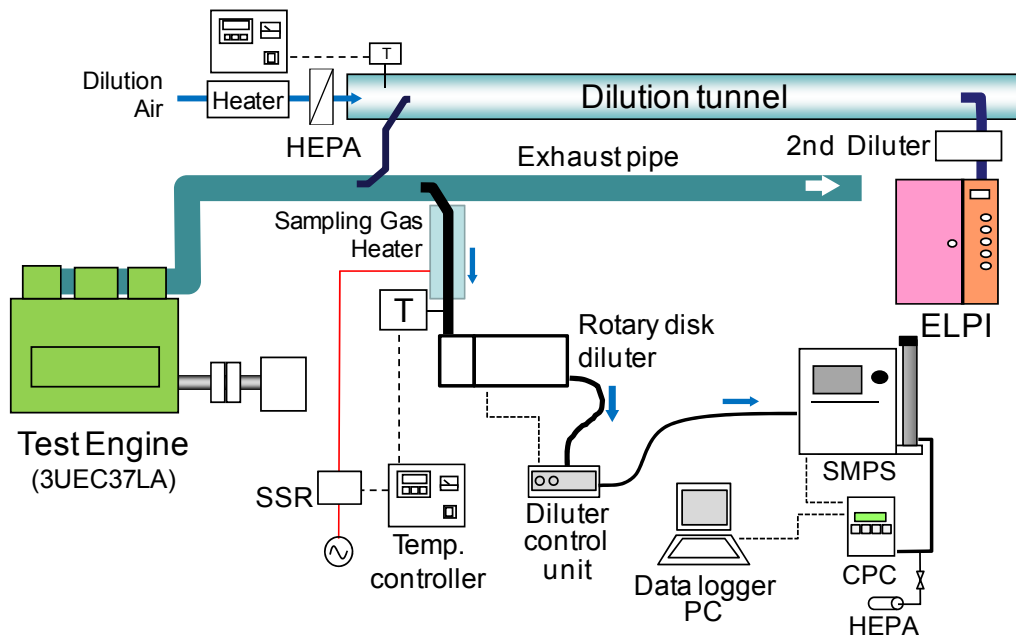 T
Dilution
Air
Heater
HEPA
Dilution tunnel
2nd Diluter
Exhaust pipe
Sampling Gas
Heater
T
Rotary disk
diluter
ELPI
Test Engine
(3UEC37LA)
SSR
Temp.
controller
Diluter
control
unit
Data logger
PC
SMPS
CPC
HEPA